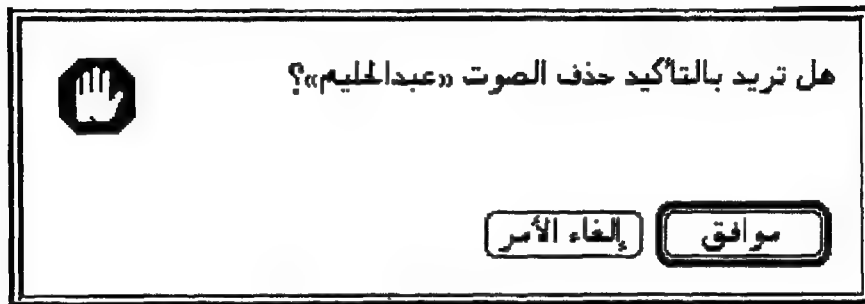 هل تريد بالتأكيد حذف الصوت «عبدالحليم»؟
موافق
إلغاء الأمر